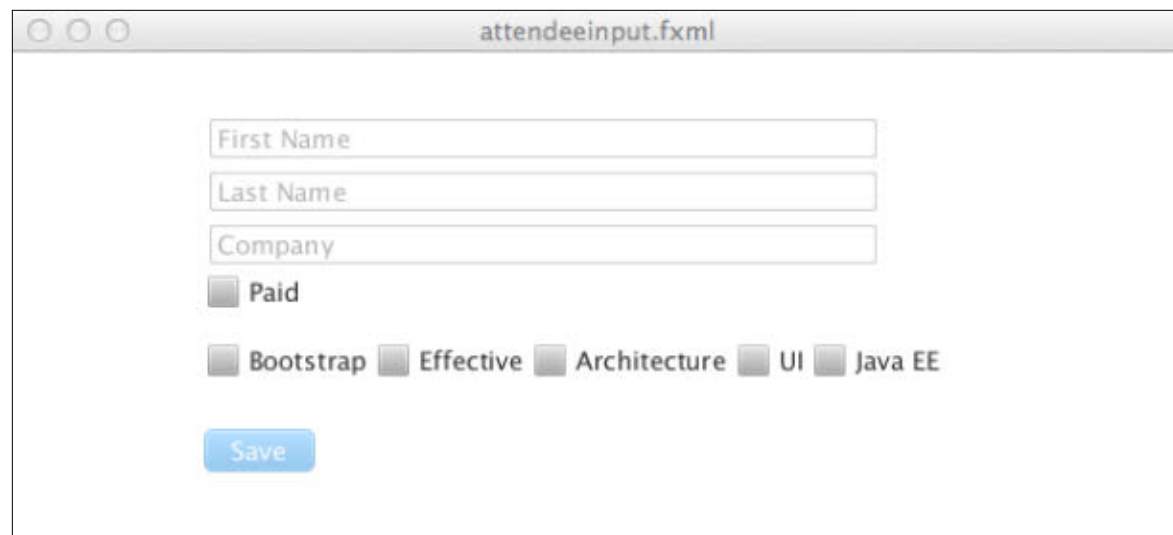 attendeeinput.fxml
First Name
Last Name
Company
Paid
Bootstrap Effective Architecture UI Java EE
Save